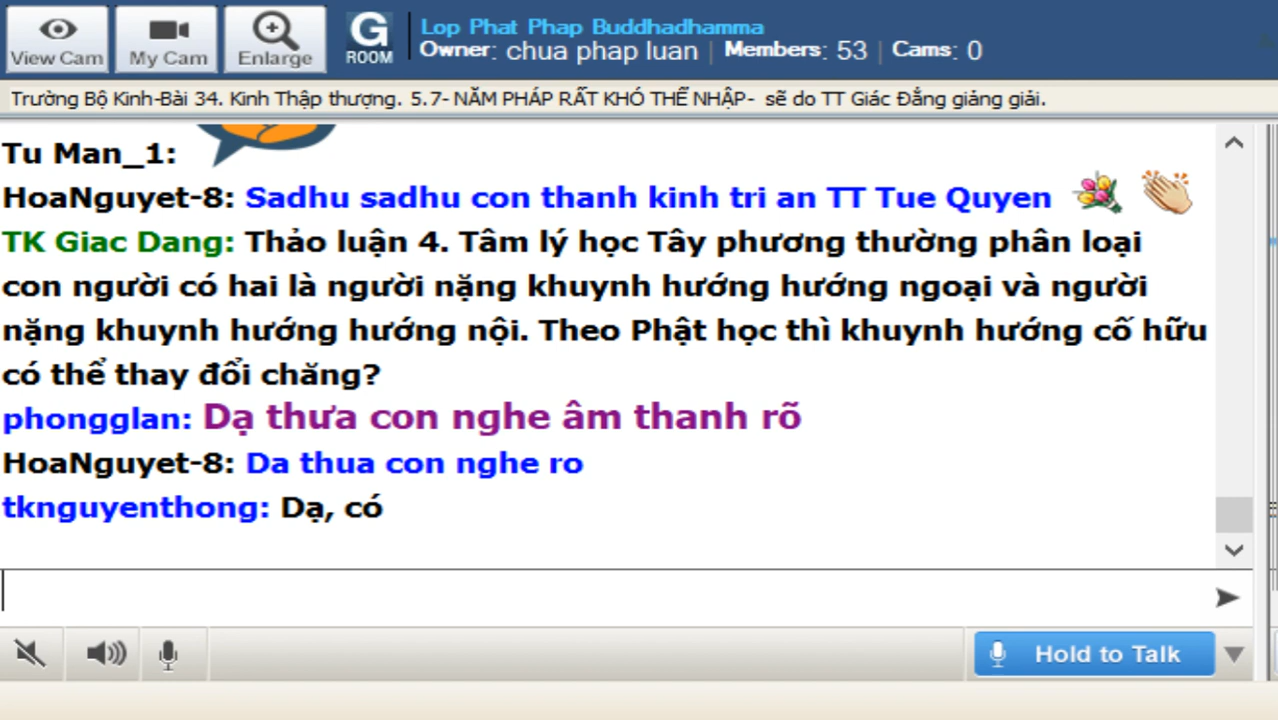 View Cam
My Cam
Enlarge
G
ROOM
Lop Phat Phap Buddhadhamma
Owner: chua phap luan | Members: 53 | Cams: 0
Trường Bộ Kinh-Bài 34. Kinh Thập thượng. 5.7- NĂM PHÁP RẤT KHÓ THỂ NHẬP- sẽ do TT Giác Đẳng giảng giải.
Tu Man_1:
HoaNguyet-8: Sadhu sadhu con thanh kinh tri an TT Tue Quyen
TK Giac Dang: Thảo luận 4. Tâm lý học Tây phương thường phân loại
con người có hai là người nặng khuynh hướng hướng ngoại và người
nặng khuynh hướng hướng nội. Theo Phật học thì khuynh hướng cố hữu
có thể thay đổi chăng?
phongglan: Dạ thưa con nghe âm thanh rõ
HoaNguyet-8: Da thua con nghe ro
tknguyenthong: Dạ, có
Hold to Talk